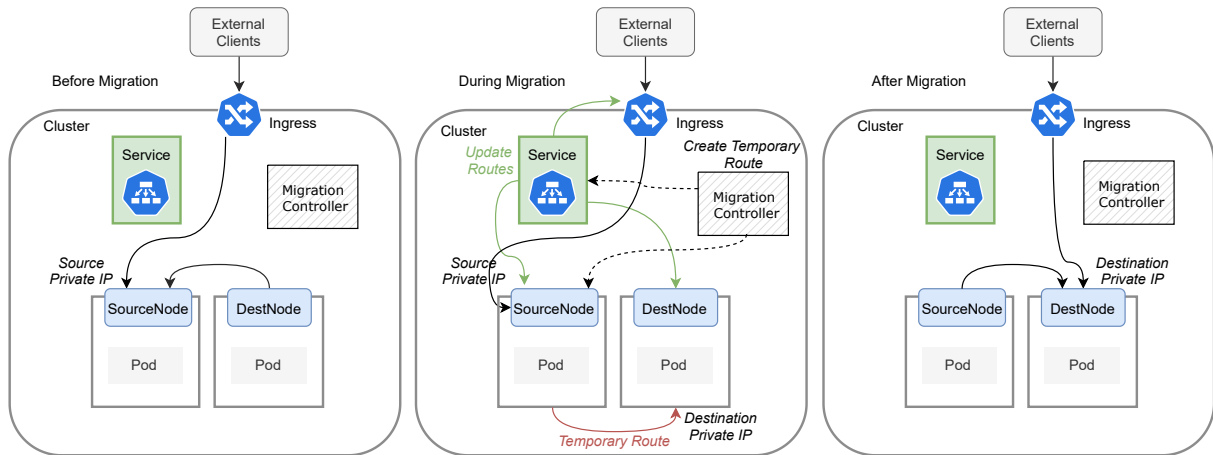 External
Clients
Before Migration
Cluster
Ingress
Service
Migration
Controller
Source
Private IP
SourceNode
DestNode
Pod
Pod
External
Clients
During Migration
Cluster
Ingress
Update
Routes
Service
Create Temporary
Route
Migration
Controller
Source
Private IP
SourceNode
DestNode
Pod
Pod
Temporary Route
Destination
Private IP
External
Clients
After Migration
Cluster
Ingress
Service
Migration
Controller
Destination
Private IP
SourceNode
DestNode
Pod
Pod